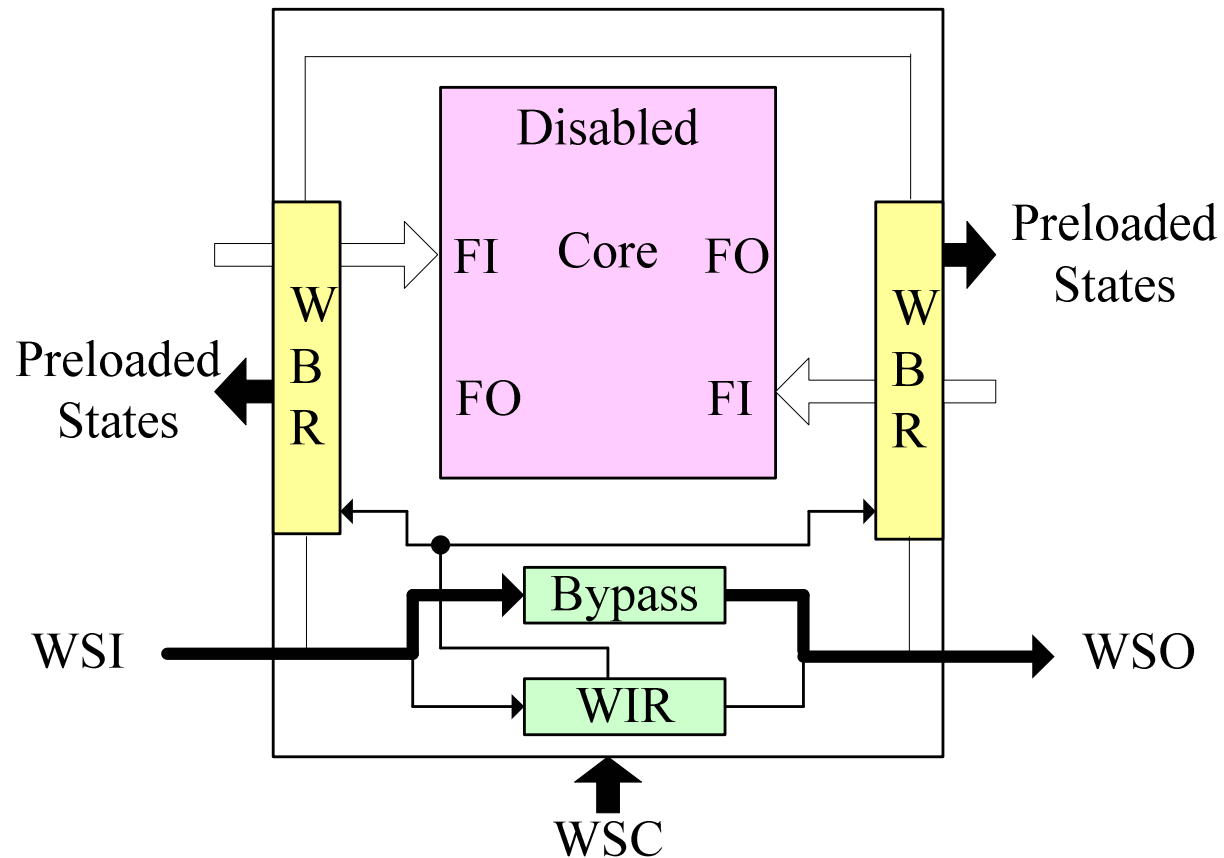 Disabled
Core
FI
FO
FO
FI
W
B
R
W
B
R
Preloaded
States
Preloaded
States
Bypass
WIR
WSI
WSO
WSC